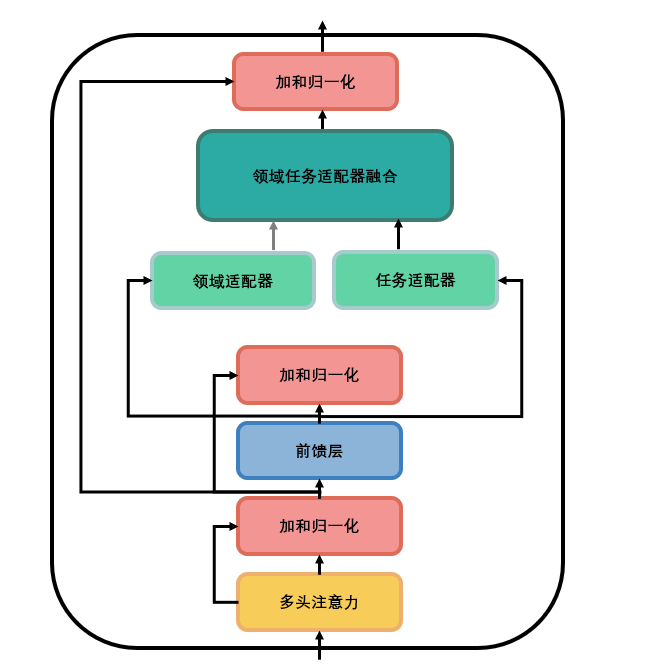 加和归一化
领域任务适配器融合
领域适配器
任务适配器
加和归一化
前馈层
加和归一化
多头注意力